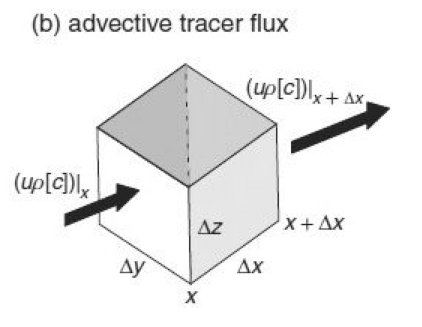 (b) advective tracer flux
(uρ[c])|x + Δx
(uρ[c])|x
Δz
x + Δx
Δy
Δx
x